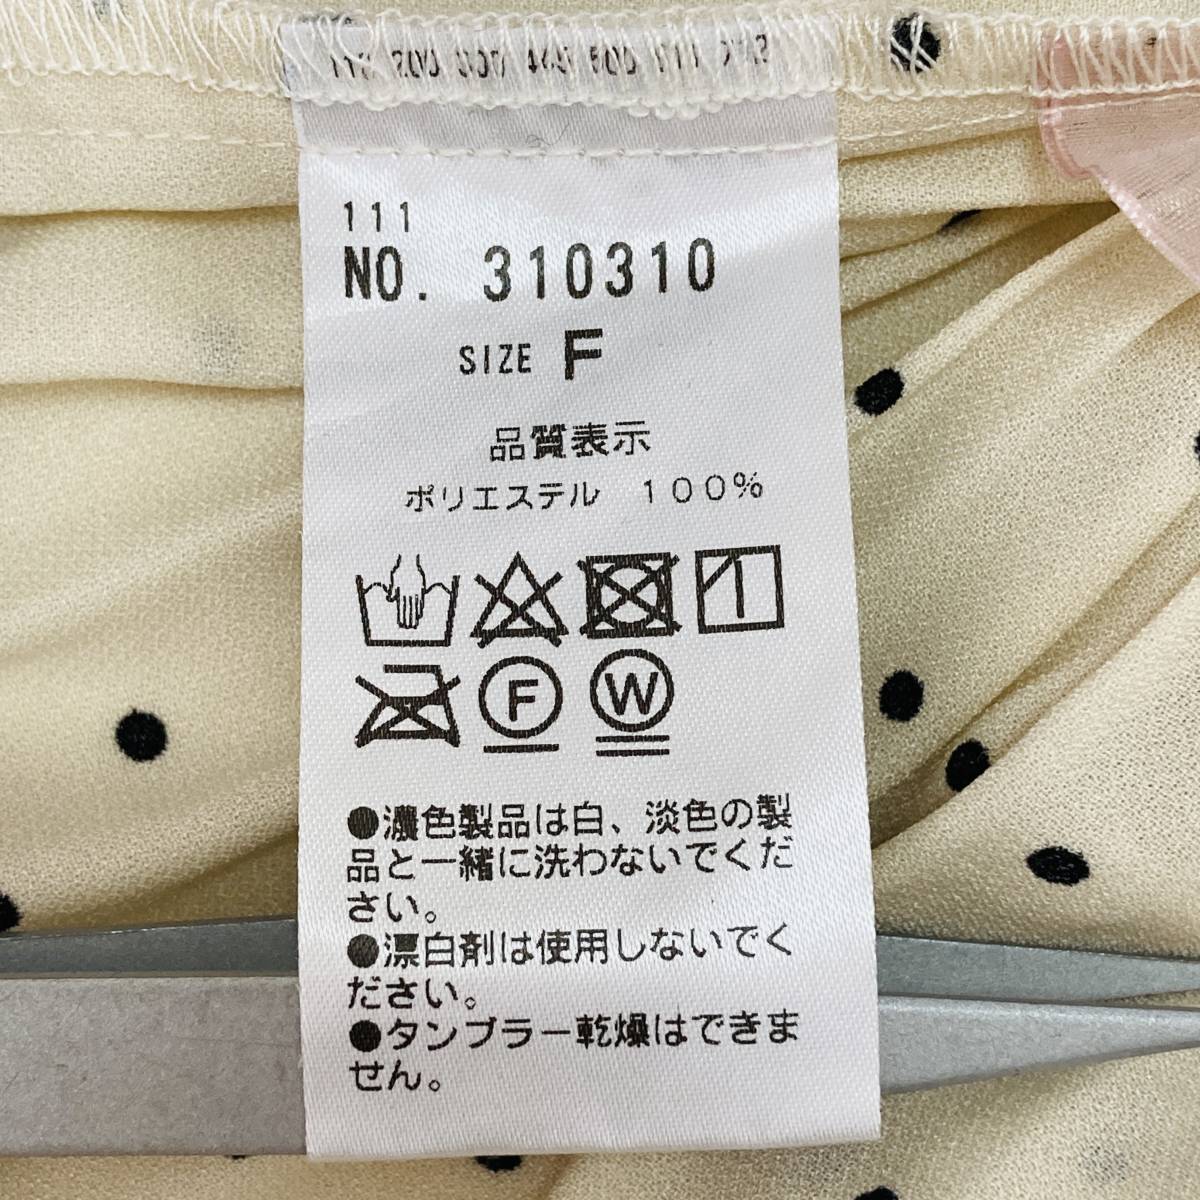 111
NO. 310310
SIZE F
品質表示
ポリエステル 100%
F W
●濃色製品は白、淡色の製
品と一緒に洗わないでくだ
さい。
●漂白剤は使用しないでく
ださい。
●タンブラー乾燥はできま
せん。